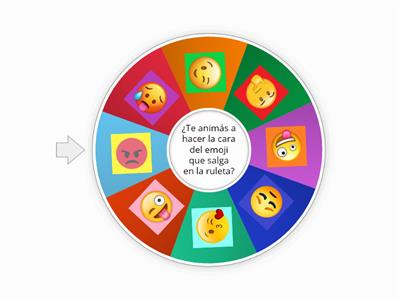 ¿Te animás a
hacer la cara
del emoji
que salga
en la ruleta?